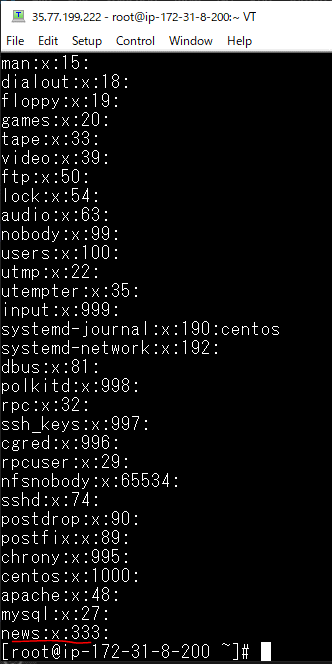 35.77.199.222 - root@ip-172-31-8-200:~ VT
File Edit Setup Control Window Help
man:x:15:
dialout:x:18:
floppy:x:19:
games:x:20:
tape:x:33:
video:x:39:
ftp:x:50:
lock:x:54:
audio:x:63:
nobody:x:99:
users:x:100:
utmp:x:22:
utempter:x:35:
input:x:999:
systemd-journal:x:190:centos
systemd-network:x:192:
dbus:x:81:
polkitd:x:998:
rpc:x:32:
ssh_keys:x:997:
cgred:x:996:
rpcuser:x:29:
nfsnobody:x:65534:
sshd:x:74:
postdrop:x:90:
postfix:x:89:
chrony:x:995:
centos:x:1000:
apache:x:48:
mysql:x:27:
news:x:333:
[root@ip-172-31-8-200 ~]#